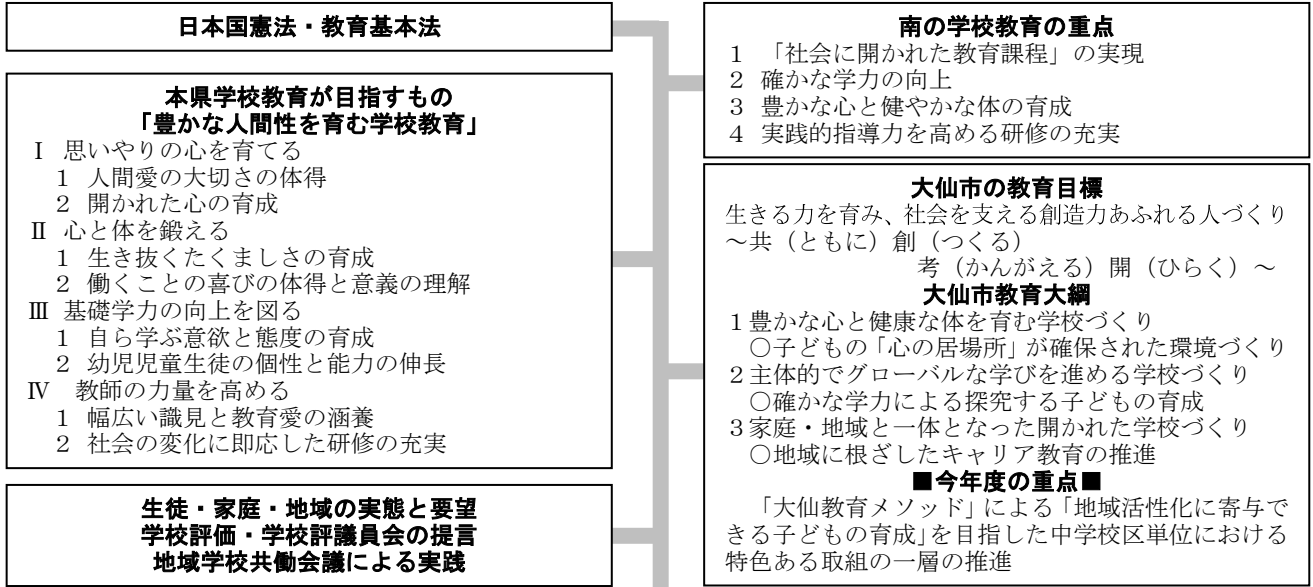 日本国憲法・教育基本法
本県学校教育が目指すもの
「豊かな人間性を育む学校教育」
Ⅰ 思いやりの心を育てる
1 人間愛の大切さの体得
2 開かれた心の育成
Ⅱ 心と体を鍛える
1 生き抜くたくましさの育成
2 働くことの喜びの体得と意義の理解
Ⅲ 基礎学力の向上を図る
1 自ら学ぶ意欲と態度の育成
2 幼児児童生徒の個性と能力の伸長
Ⅳ 教師の力量を高める
1 幅広い識見と教育愛の涵養
2 社会の変化に即応した研修の充実
生徒・家庭・地域の実態と要望
学校評価・学校評議員会の提言
地域学校共働会議による実践
南の学校教育の重点
1 「社会に開かれた教育課程」の実現
2 確かな学力の向上
3 豊かな心と健やかな体の育成
4 実践的指導力を高める研修の充実
大仙市の教育目標
生きる力を育み、社会を支える創造力あふれる人づくり
～共（ともに）創（つくる）
考（かんがえる）開（ひらく）～
大仙市教育大綱
1豊かな心と健康な体を育む学校づくり
○子どもの「心の居場所」が確保された環境づくり
2主体的でグローバルな学びを進める学校づくり
○確かな学力による探究する子どもの育成
3家庭・地域と一体となった開かれた学校づくり
○地域に根ざしたキャリア教育の推進
■今年度の重点■
「大仙教育メソッド」による「地域活性化に寄与で
きる子どもの育成」を目指した中学校区単位における
特色ある取組の一層の推進